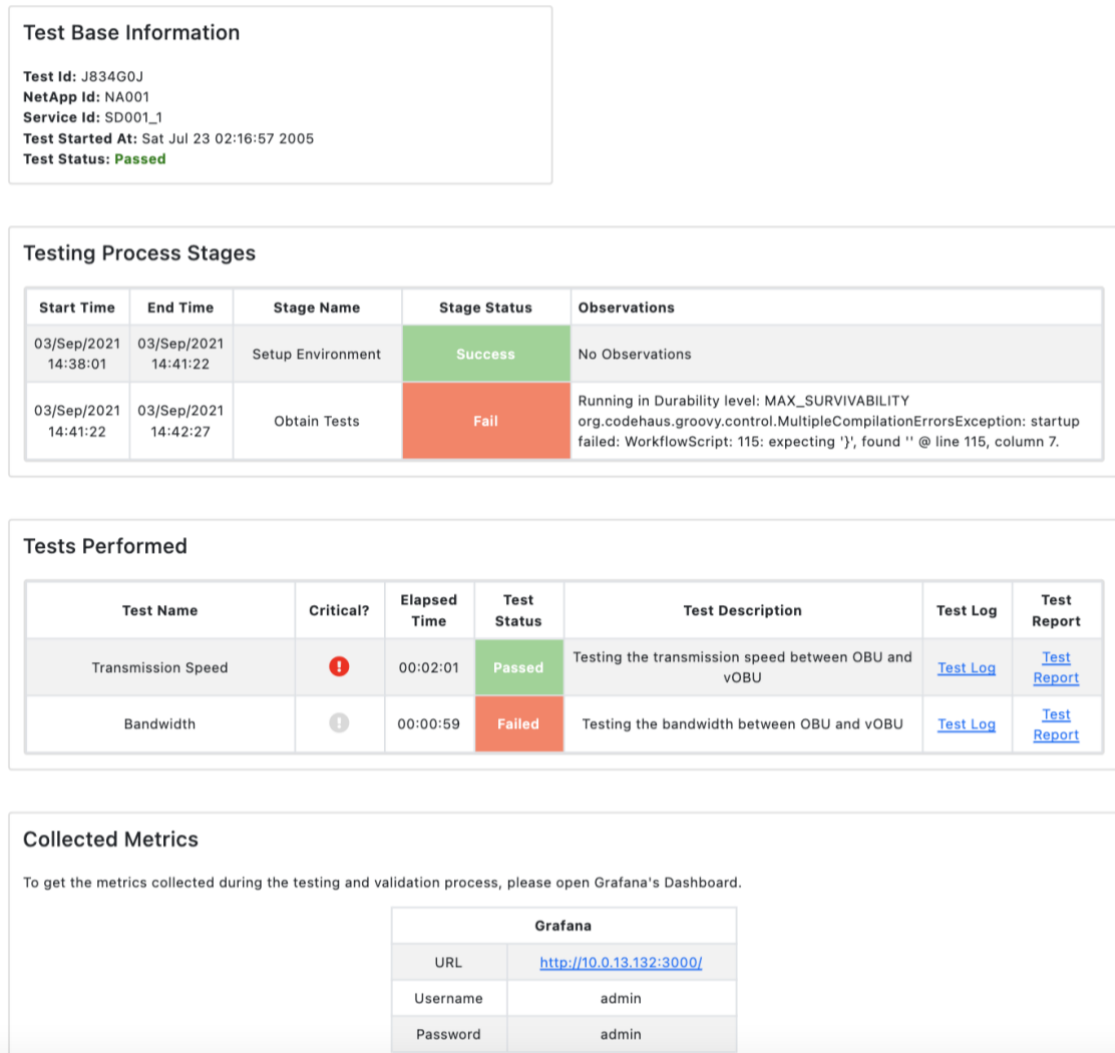 Test Base Information
Test Id: J834G0J
NetApp Id: NA001
Service Id: SD001_1
Test Started At: Sat Jul 23 02:16:57 2005
Test Status: Passed
Testing Process Stages
Start Time End Time Stage Name Stage Status Observations
03/Sep/2021 14:38:01 03/Sep/2021 14:41:22 Setup Environment Success No Observations
03/Sep/2021 14:41:22 03/Sep/2021 14:42:27 Obtain Tests Fail Running in Durability level: MAX_SURVIVABILITY
org.codehaus.groovy.control.MultipleCompilationErrorsException: startup
failed: WorkflowScript: 115: expecting '}', found '' @ line 115, column 7.
Tests Performed
Test Name Critical? Elapsed Time Test Status Test Description Test Log Test Report
Transmission Speed 00:02:01 Passed Testing the transmission speed between OBU and vOBU Test Log Test Report
Bandwidth 00:00:59 Failed Testing the bandwidth between OBU and vOBU Test Log Test Report
Collected Metrics
To get the metrics collected during the testing and validation process, please open Grafana's Dashboard.
Grafana
URL http://10.0.13.132:3000/
Username admin
Password admin